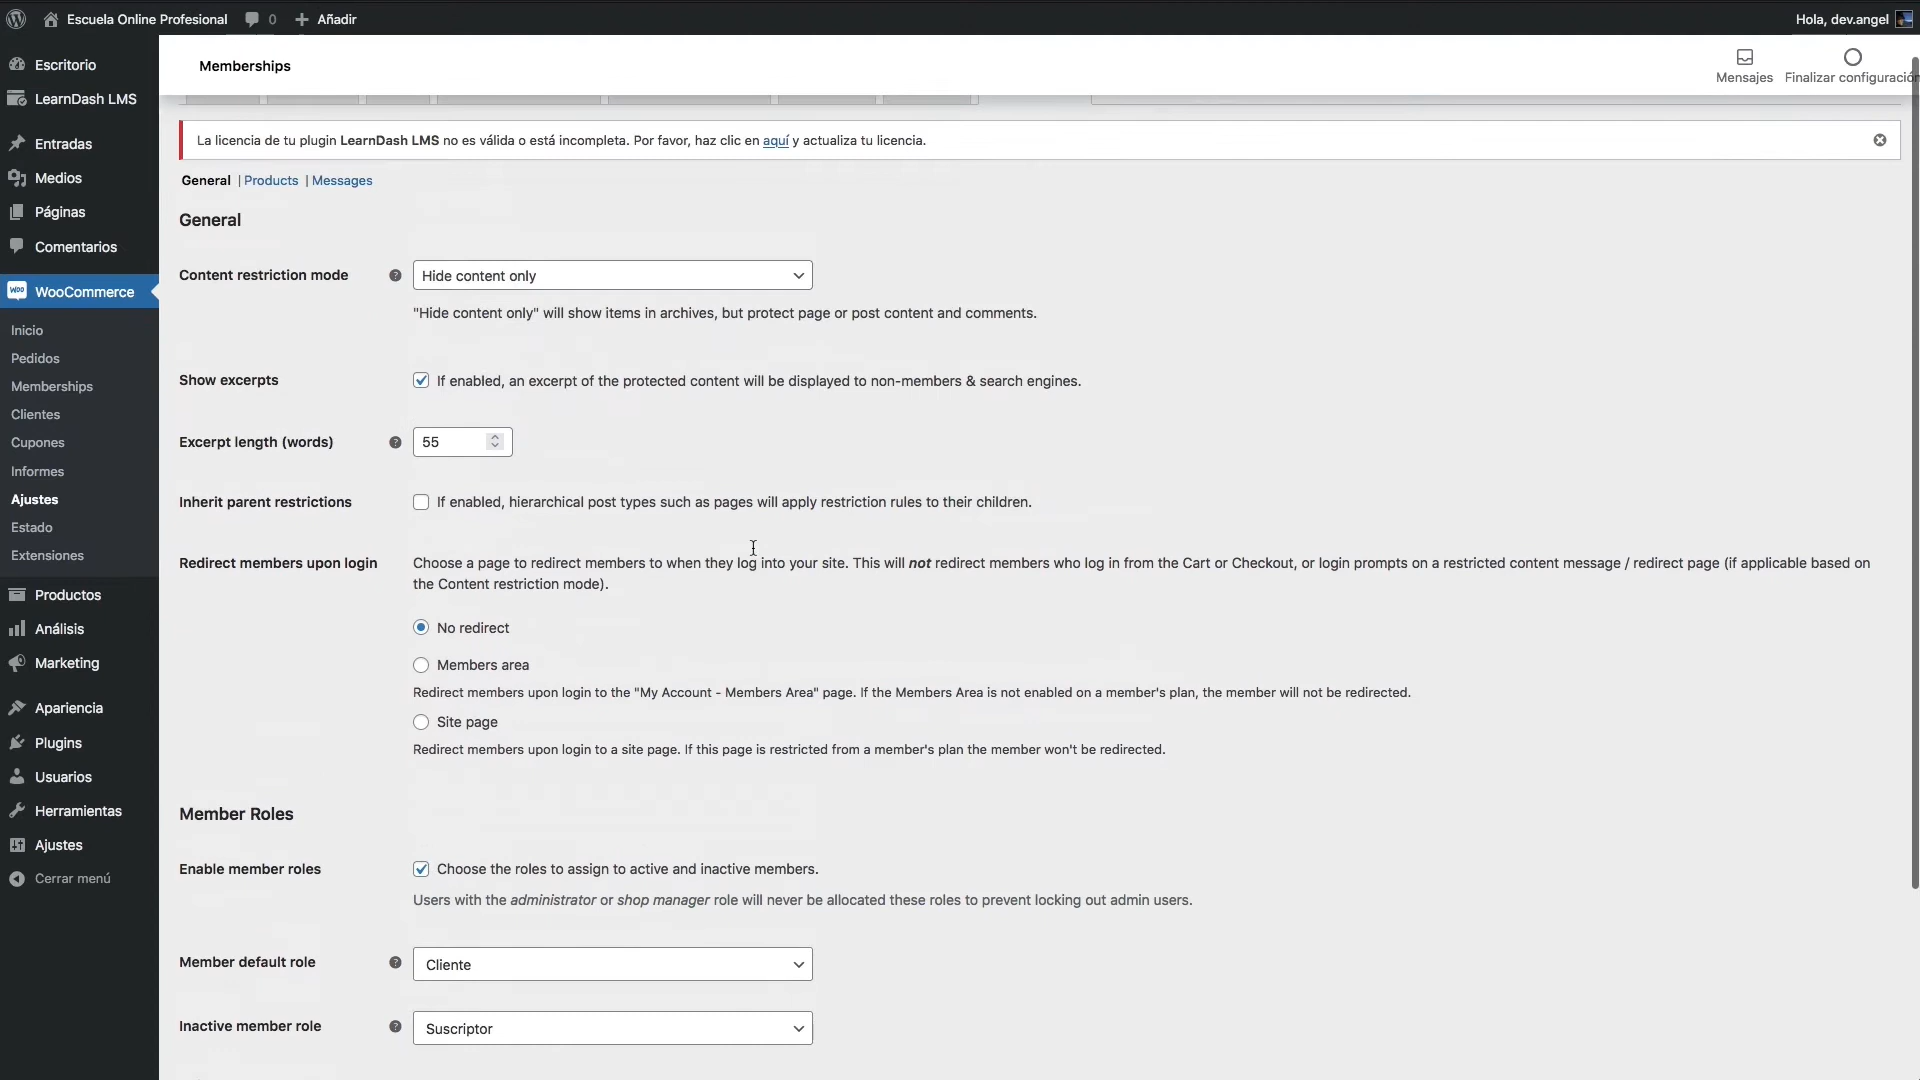 Escuela Online Profesional
0
Añadir
Hola, dev.angel
Escritorio
LearnDash LMS
Entradas
Medios
Páginas
Comentarios
WooCommerce
Inicio
Pedidos
Memberships
Clientes
Cupones
Informes
Ajustes
Estado
Extensiones
Productos
Análisis
Marketing
Apariencia
Plugins
Usuarios
Herramientas
Ajustes
Cerrar menú
Memberships
Mensajes
Finalizar configuración
La licencia de tu plugin LearnDash LMS no es válida o está incompleta. Por favor, haz clic en aquí y actualiza tu licencia.
General | Products | Messages
General
Content restriction mode
Hide content only
"Hide content only" will show items in archives, but protect page or post content and comments.
Show excerpts
If enabled, an excerpt of the protected content will be displayed to non-members & search engines.
Excerpt length (words)
55
Inherit parent restrictions
If enabled, hierarchical post types such as pages will apply restriction rules to their children.
Redirect members upon login
Choose a page to redirect members to when they log into your site. This will not redirect members who log in from the Cart or Checkout, or login prompts on a restricted content message / redirect page (if applicable based on
the Content restriction mode).
No redirect
Members area
Redirect members upon login to the "My Account - Members Area" page. If the Members Area is not enabled on a member's plan, the member will not be redirected.
Site page
Redirect members upon login to a site page. If this page is restricted from a member's plan the member won't be redirected.
Member Roles
Enable member roles
Choose the roles to assign to active and inactive members.
Users with the administrator or shop manager role will never be allocated these roles to prevent locking out admin users.
Member default role
Cliente
Inactive member role
Suscriptor